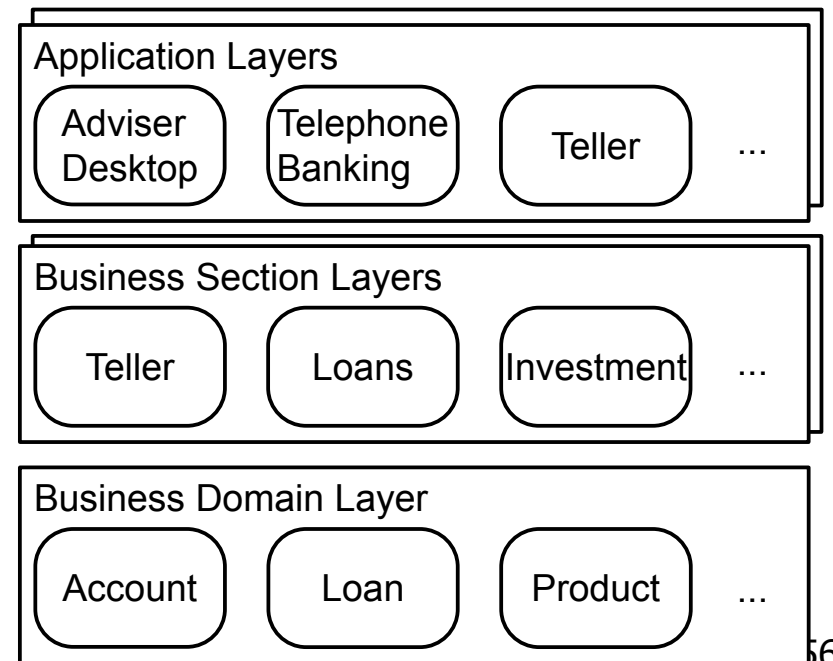 Application Layers
Adviser
Desktop
Telephone
Banking
Teller
...
Business Section Layers
Teller
Loans
Investment
...
Business Domain Layer
Account
Loan
Product
...
56